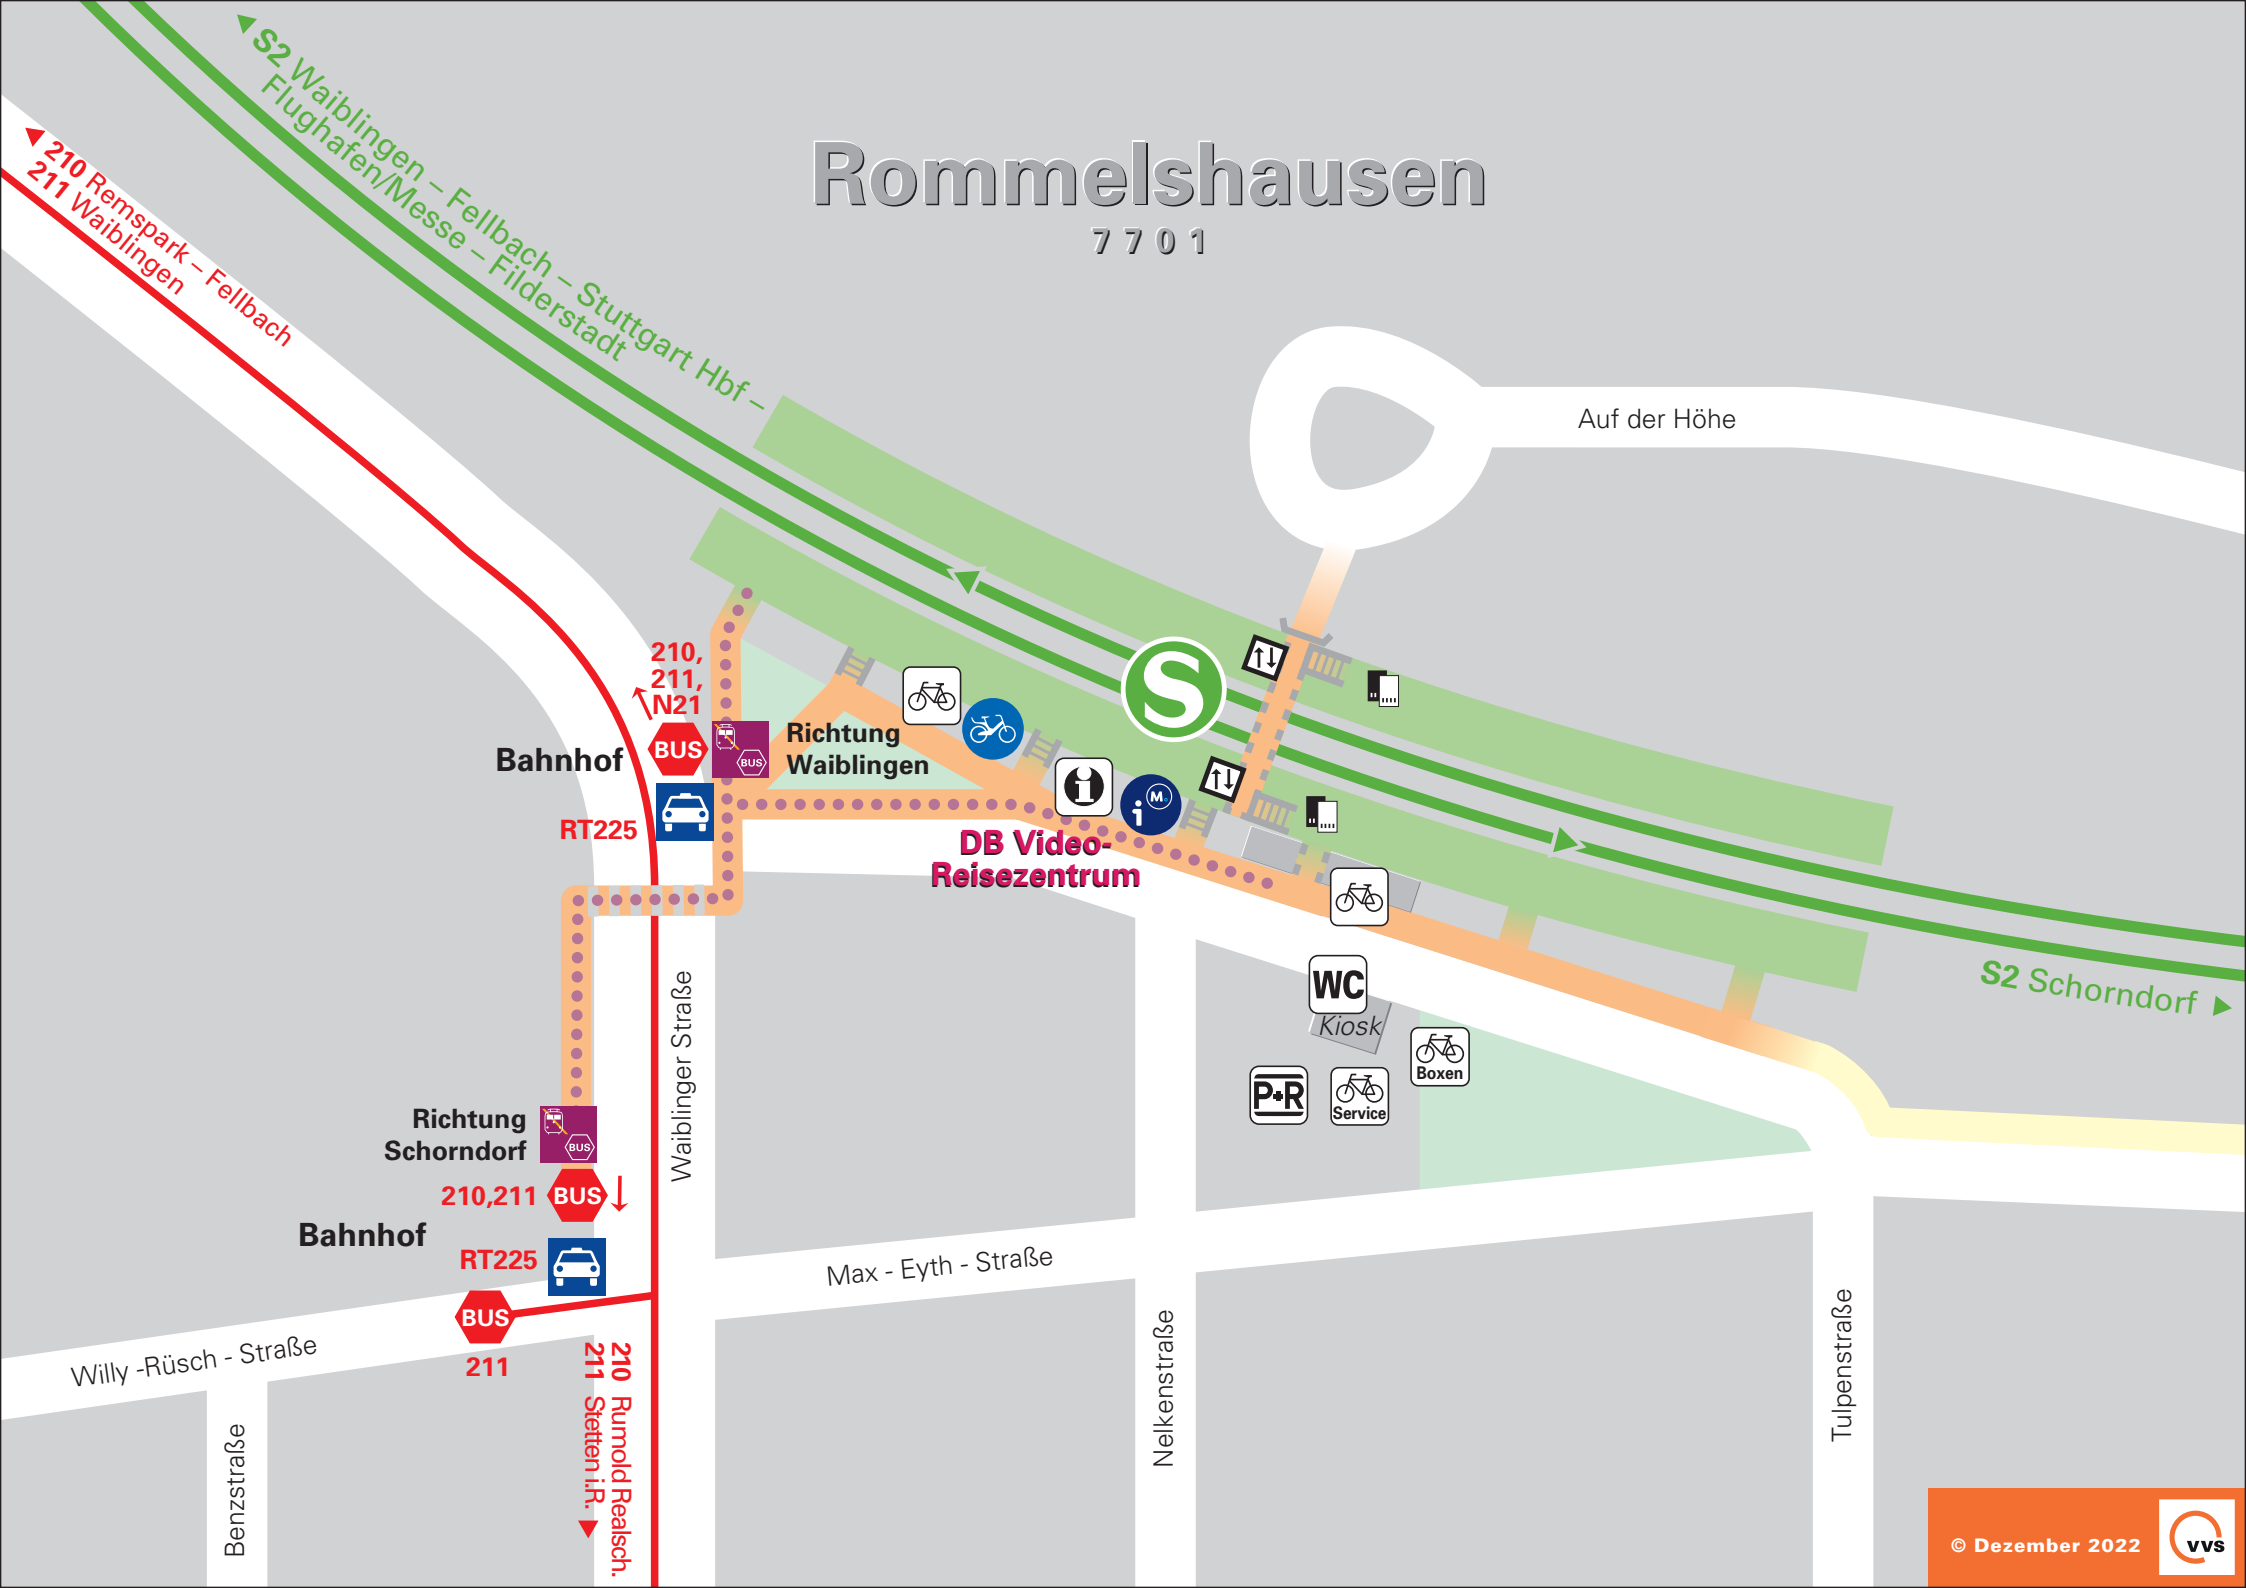 S2 Waiblingen – Fellbach – Stuttgart Hbf –
Flughafen/Messe – Filderstadt
210 Remspark – Fellbach
211 Waiblingen
Rommelshausen
7701
Auf der Höhe
S
210,
211,
N21
BUS
BUS
Bahnhof
Richtung
Waiblingen
RT225
i
i M.
DB Video-
Reisezentrum
S2 Schorndorf
WC
Kiosk
Boxen
P+R
Service
Waiblinger Straße
Richtung
Schorndorf
BUS
210,211
BUS
Bahnhof
RT225
BUS
211
Max - Eyth - Straße
Willy -Rüsch - Straße
Benzstraße
210 Rumold Realsch.
211 Stetten i.R.
Nelkenstraße
Tulpenstraße
© Dezember 2022
VVS